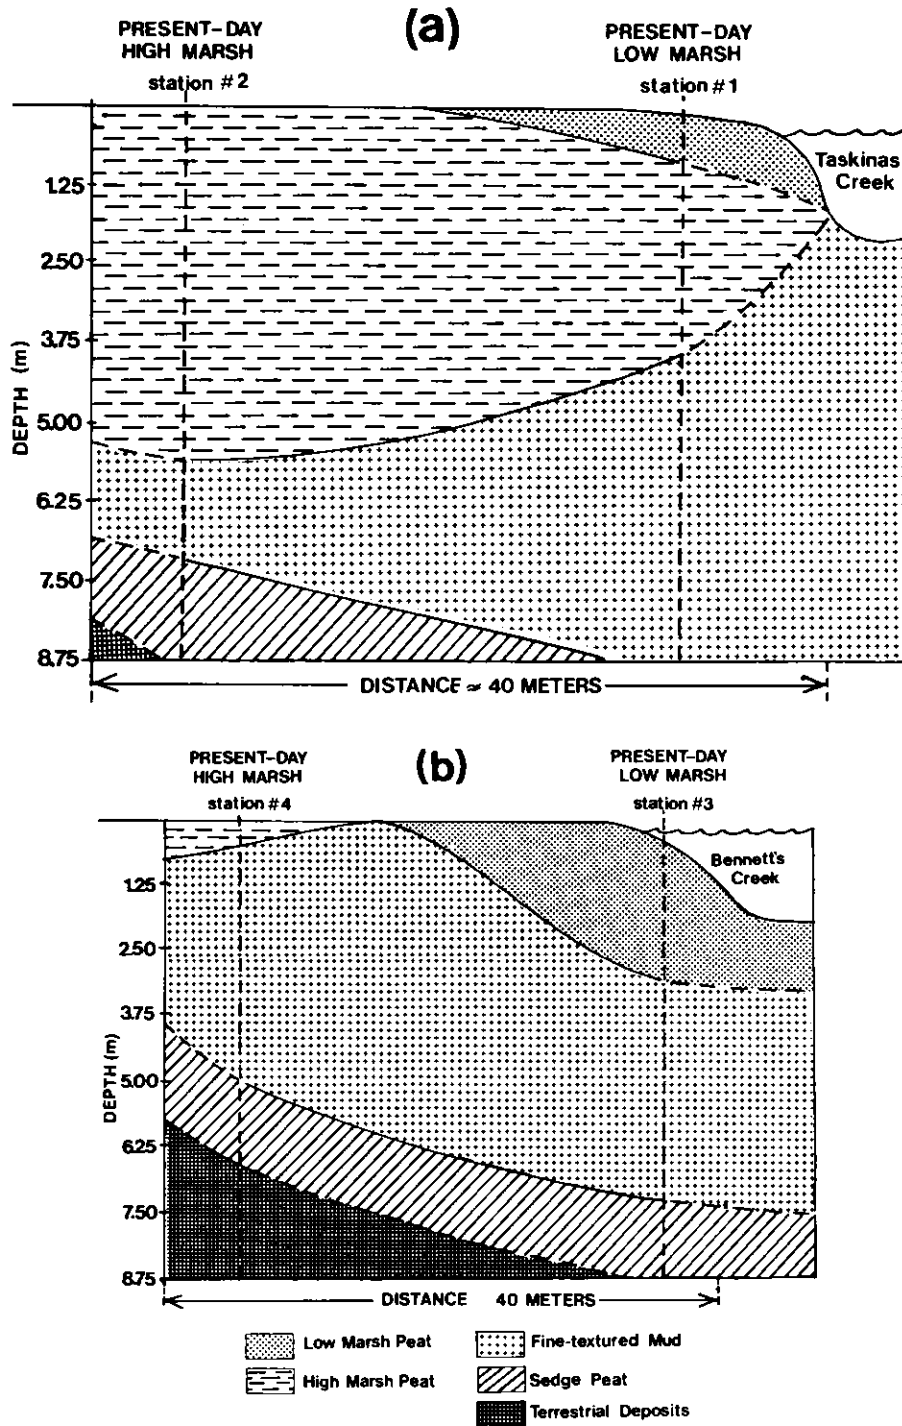 (a)
PRESENT-DAY
HIGH MARSH
station #2
PRESENT-DAY
LOW MARSH
station #1
Taskinas
Creek
1.25
2.50
3.75
5.00
6.25
7.50
8.75
DEPTH (m)
DISTANCE ≈ 40 METERS
(b)
PRESENT-DAY
HIGH MARSH
station #4
PRESENT-DAY
LOW MARSH
station #3
Bennett's
Creek
1.25
2.50
3.75
5.00
6.25
7.50
8.75
DEPTH (m)
DISTANCE 40 METERS
Low Marsh Peat
Fine-textured Mud
High Marsh Peat
Sedge Peat
Terrestrial Deposits